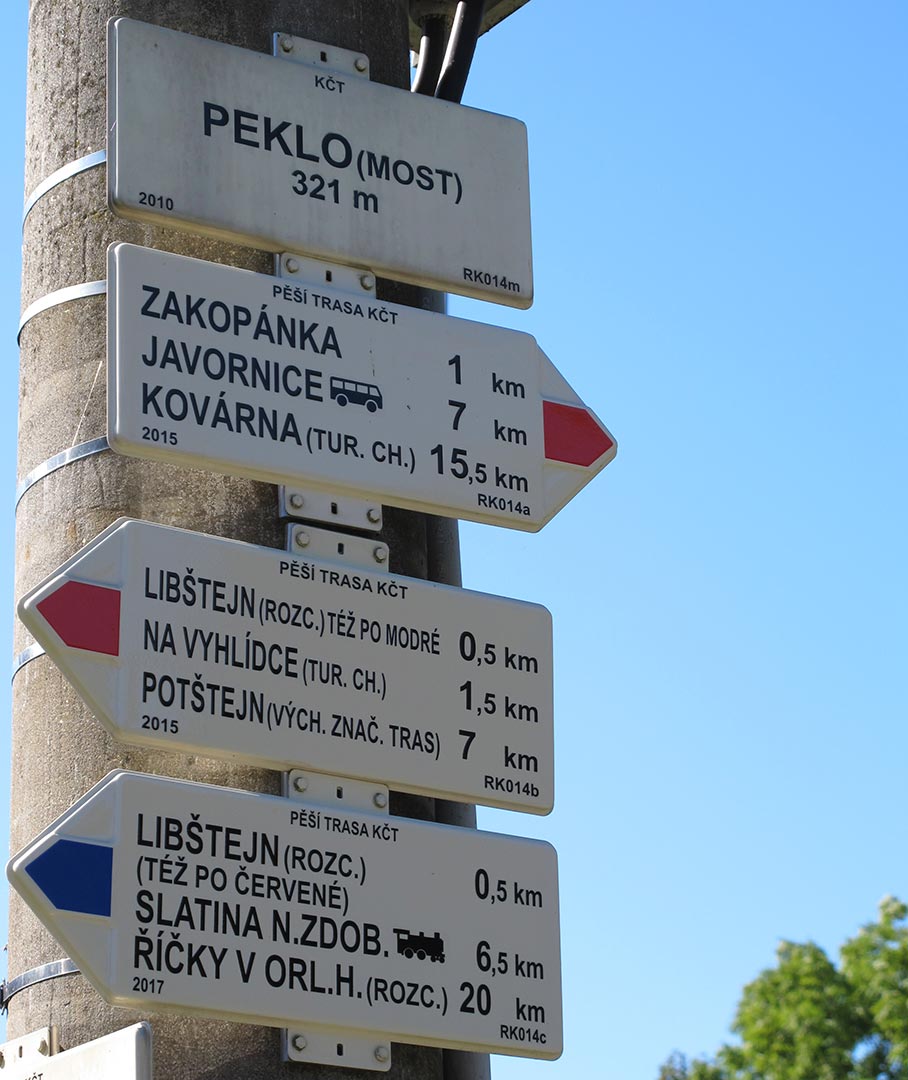 KČT
PEKLO (MOST)
321 m
2010 RK014m
PĚŠÍ TRASA KČT
ZAKOPÁNKA 1 km
JAVORNICE 7 km
KOVÁRNA (TUR. CH.) 15,5 km
2015 RK014a
PĚŠÍ TRASA KČT
LIBŠTEJN (ROZC.) TÉŽ PO MODRÉ 0,5 km
NA VYHLÍDCE (TUR. CH.) 1,5 km
POTŠTEJN (VÝCH. ZNAČ. TRAS) 7 km
2015 RK014b
PĚŠÍ TRASA KČT
LIBŠTEJN (ROZC.) 0,5 km
(TÉŽ PO ČERVENÉ)
SLATINA N.ZDOB. 6,5 km
ŘÍČKY V ORL.H. (ROZC.) 20 km
2017 RK014c
KČT